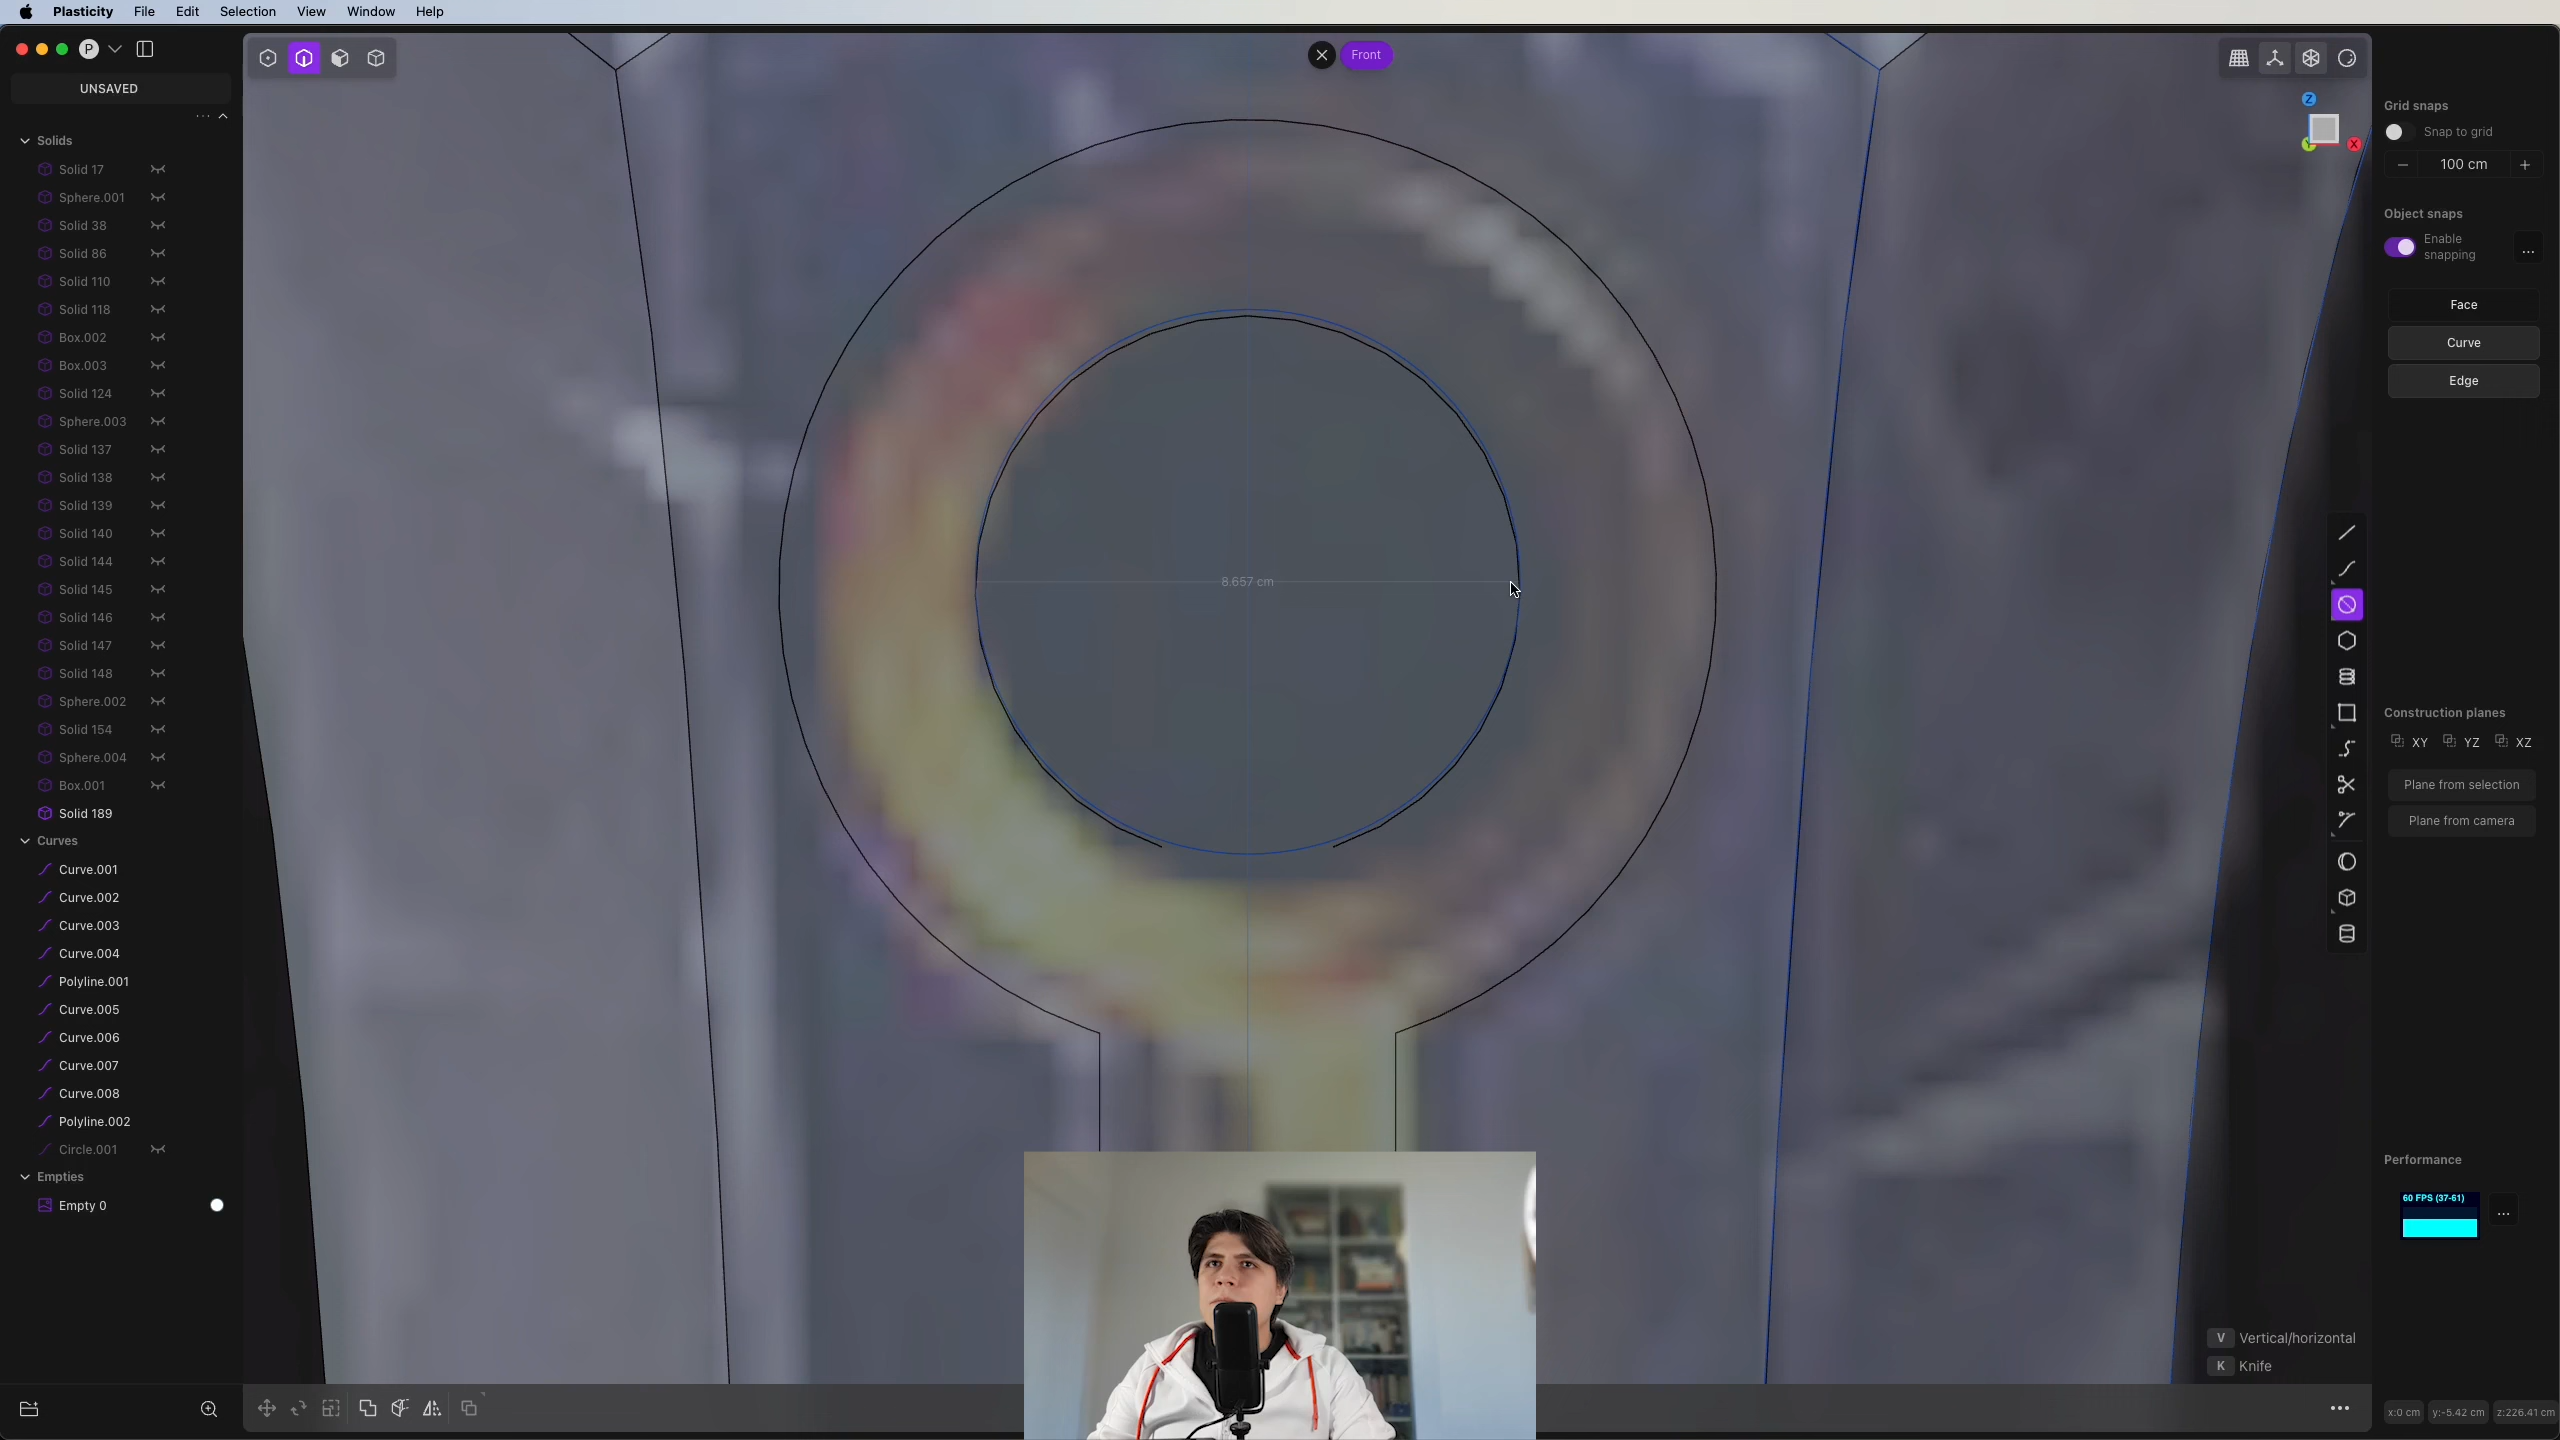 Plasticity File Edit Selection View Window Help
P
UNSAVED
Front
...
Solids
Solid 17
Sphere.001
Solid 38
Solid 86
Solid 110
Solid 118
Box.002
Box.003
Solid 124
Sphere.003
Solid 137
Solid 138
Solid 139
Solid 140
Solid 144
Solid 145
Solid 146
Solid 147
Solid 148
Sphere.002
Solid 154
Sphere.004
Box.001
Solid 189
Curves
Curve.001
Curve.002
Curve.003
Curve.004
Polyline.001
Curve.005
Curve.006
Curve.007
Curve.008
Polyline.002
Circle.001
Empties
Empty 0
8.657 cm
Z
Y
X
Grid snaps
Snap to grid
− 100 cm +
Object snaps
Enable
snapping
...
Face
Curve
Edge
Construction planes
XY YZ XZ
Plane from selection
Plane from camera
Performance
60 FPS (37-61)
...
V Vertical/horizontal
K Knife
x:0 cm y:-5.42 cm z:226.41 cm